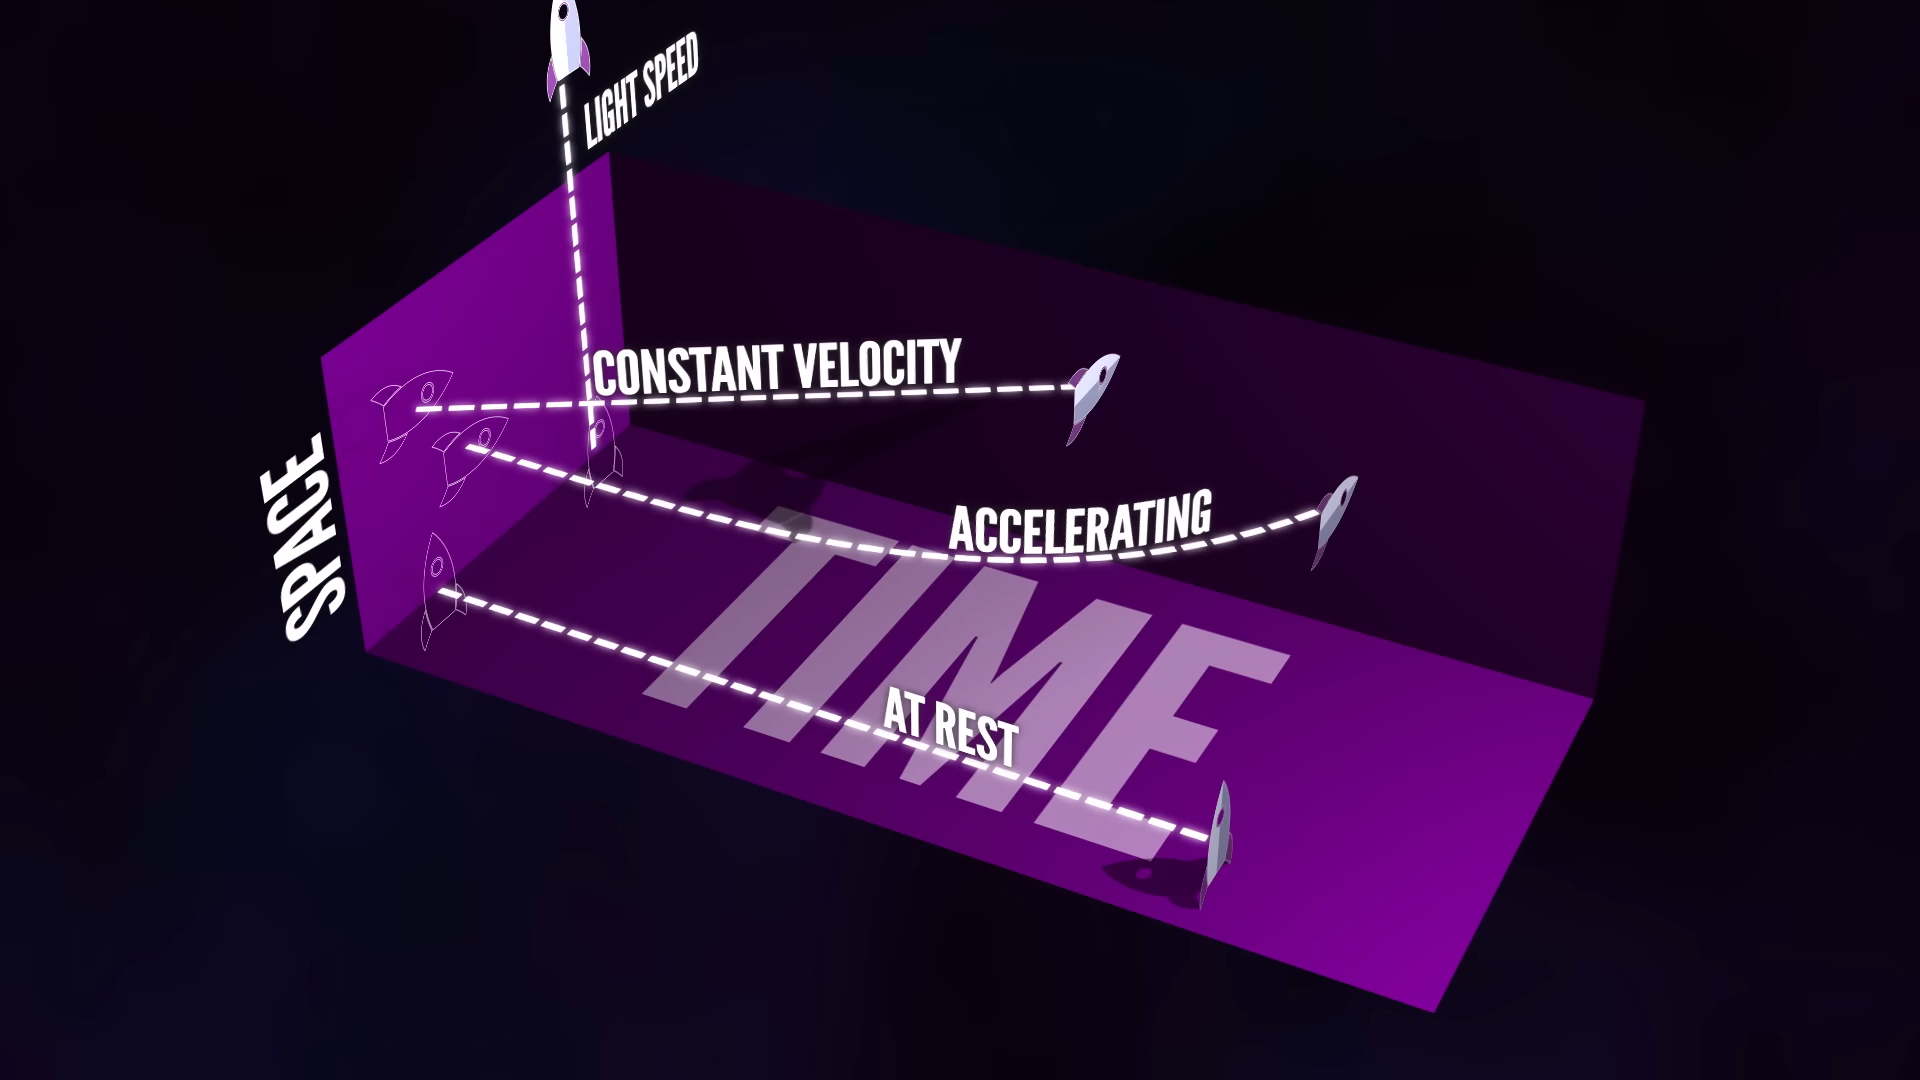 LIGHT SPEED
CONSTANT VELOCITY
ACCELERATING
SPACE
TIME
AT REST